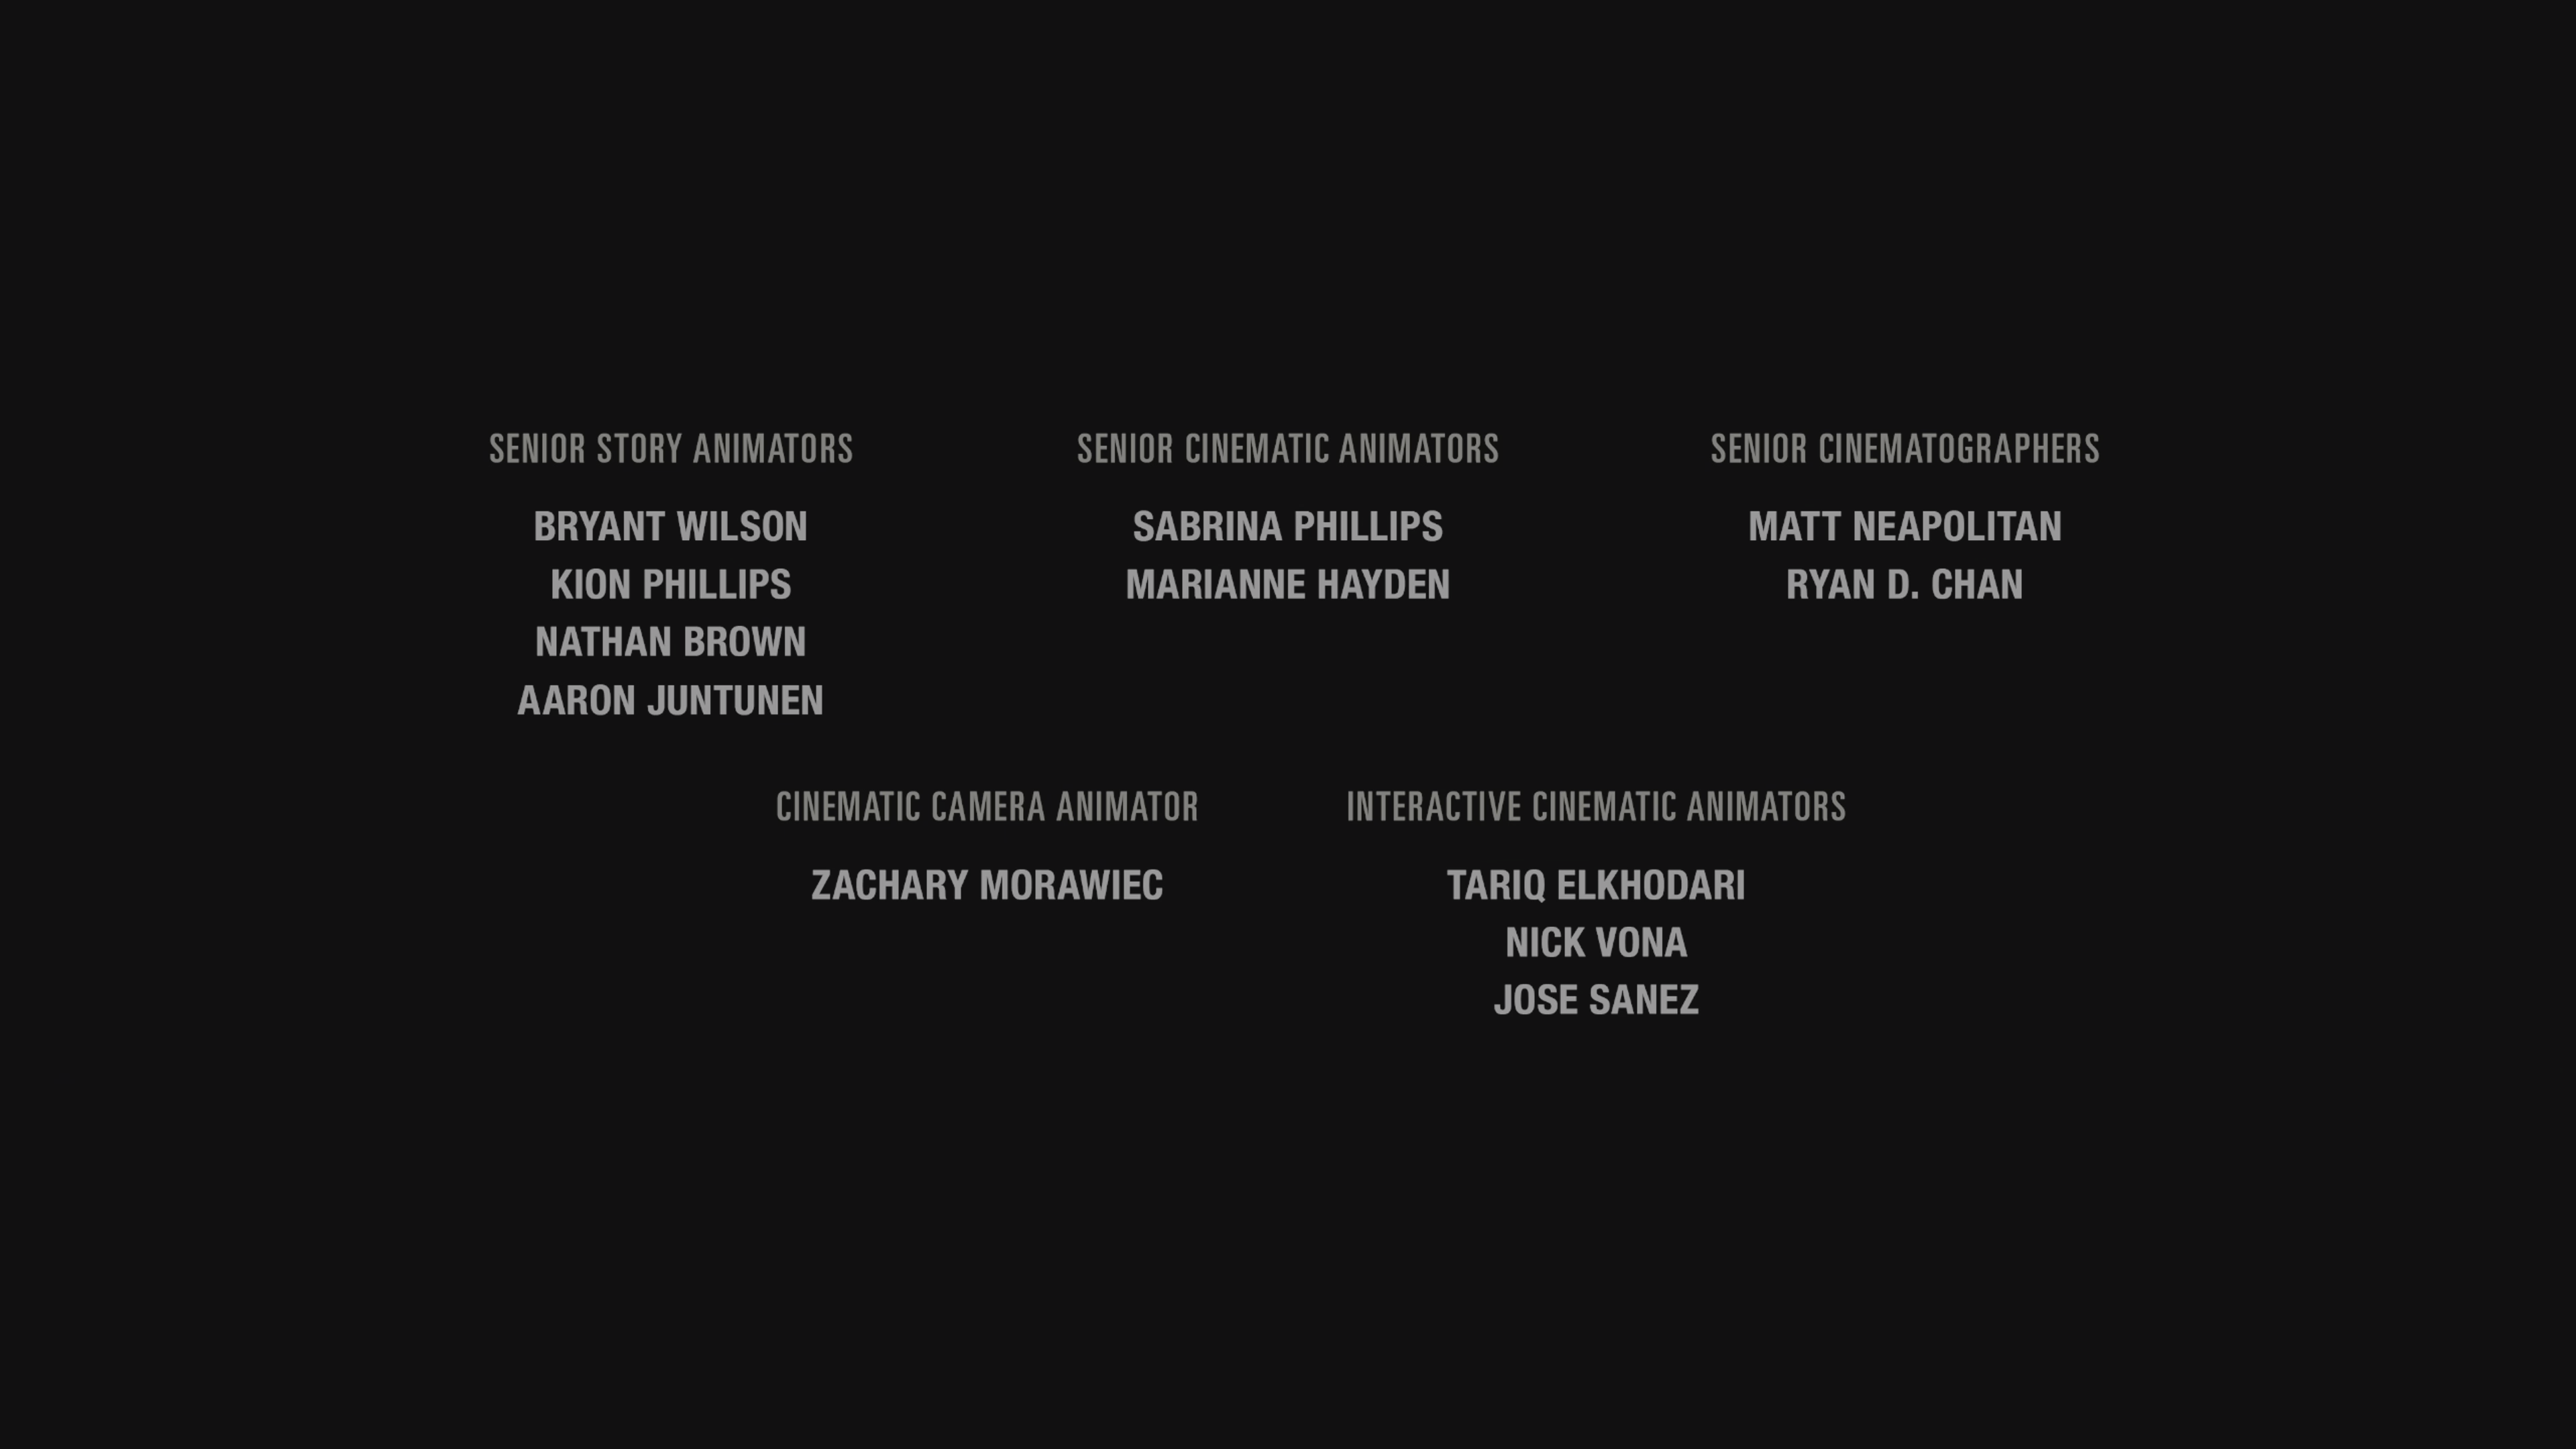 SENIOR STORY ANIMATORS
BRYANT WILSON
KION PHILLIPS
NATHAN BROWN
AARON JUNTUNEN
SENIOR CINEMATIC ANIMATORS
SABRINA PHILLIPS
MARIANNE HAYDEN
SENIOR CINEMATOGRAPHERS
MATT NEAPOLITAN
RYAN D. CHAN
CINEMATIC CAMERA ANIMATOR
ZACHARY MORAWIEC
INTERACTIVE CINEMATIC ANIMATORS
TARIQ ELKHODARI
NICK VONA
JOSE SANEZ